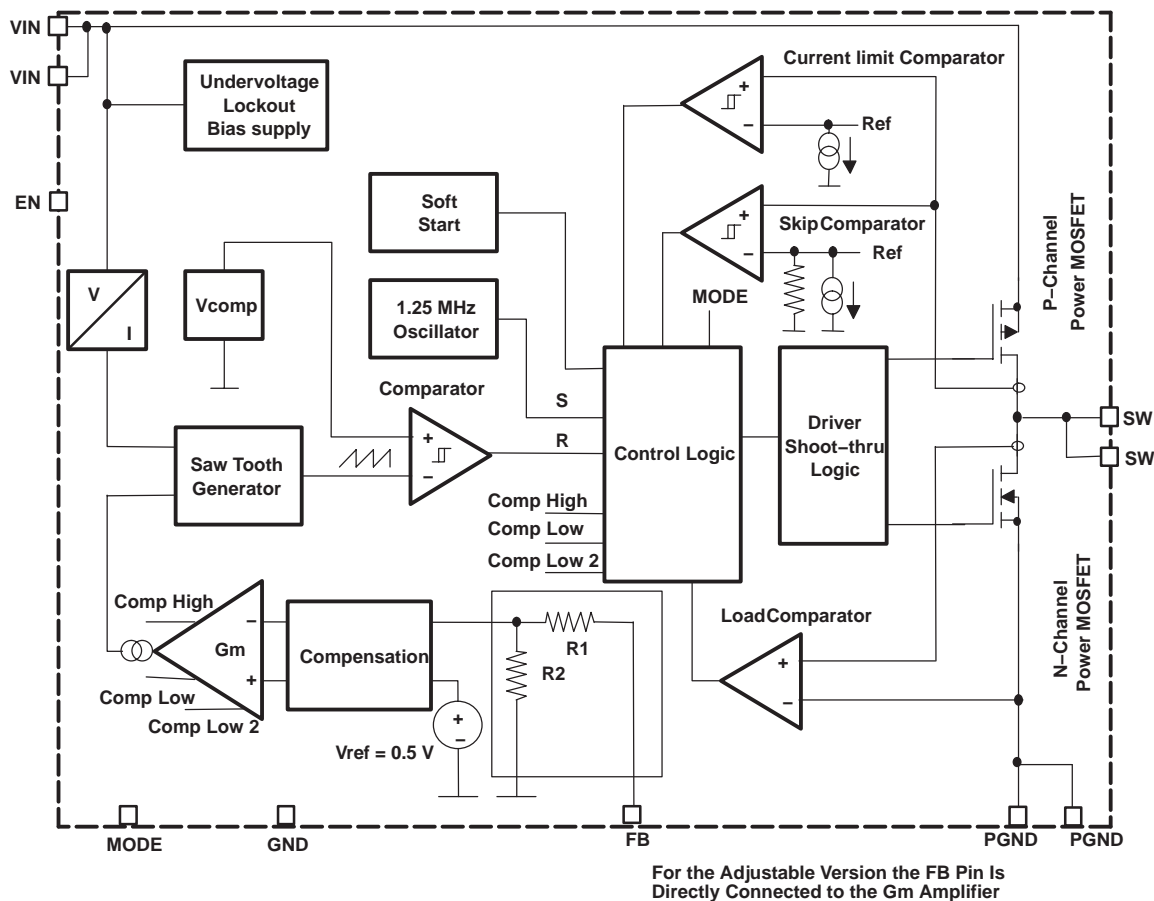 VIN
VIN
EN
Undervoltage
Lockout
Bias supply
Current limit Comparator
+
−
Ref
Soft
Start
+
−
Skip Comparator
Ref
P−Channel
Power MOSFET
V
I
Vcomp
1.25 MHz
Oscillator
MODE
Comparator
S
R
+
−
Saw Tooth
Generator
Control Logic
Driver
Shoot−thru
Logic
SW
SW
Comp High
Comp Low
Comp Low 2
Comp High
Gm
−
+
Comp Low
Comp Low 2
Compensation
R1
R2
+
−
Vref = 0.5 V
Load Comparator
+
−
N−Channel
Power MOSFET
MODE
GND
FB
PGND
PGND
For the Adjustable Version the FB Pin Is
Directly Connected to the Gm Amplifier